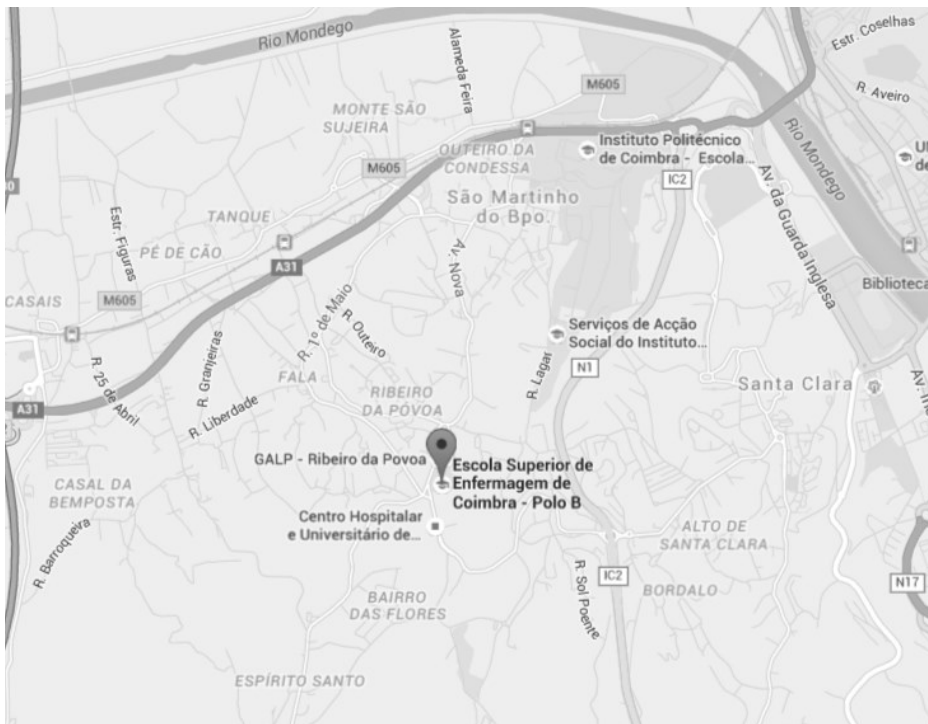 Estr. Coselhas
Rio Mondego
Alameda Feira
R. Aveiro
M605
MONTE SÃO
SUJEIRA
Rio Mondego
Instituto Politécnico
de Coimbra - Escola...
OUTEIRO DA
CONDESSA
M605
IC2
Av. da Guarda Inglesa
São Martinho
do Bpo.
Estr. Figuras
TANQUE
PÉ DE CÃO
Av. Nova
A31
Biblioteca
CASAIS
M605
R. 1º de Maio
R. Outeiro
Serviços de Acção
Social do Instituto...
N1
R. Granjeiras
R. 25 de Abril
FALA
RIBEIRO
DA PÓVOA
R. Lagar
Santa Clara
A31
R. Liberdade
GALP - Ribeiro da Povoa
Escola Superior de
Enfermagem de
Coimbra - Polo B
CASAL DA
BEMPOSTA
Centro Hospitalar
e Universitário de...
ALTO DE
SANTA CLARA
R. Barroqueira
R. Sol Poente
IC2
BORDALO
N17
BAIRRO
DAS FLORES
ESPÍRITO SANTO